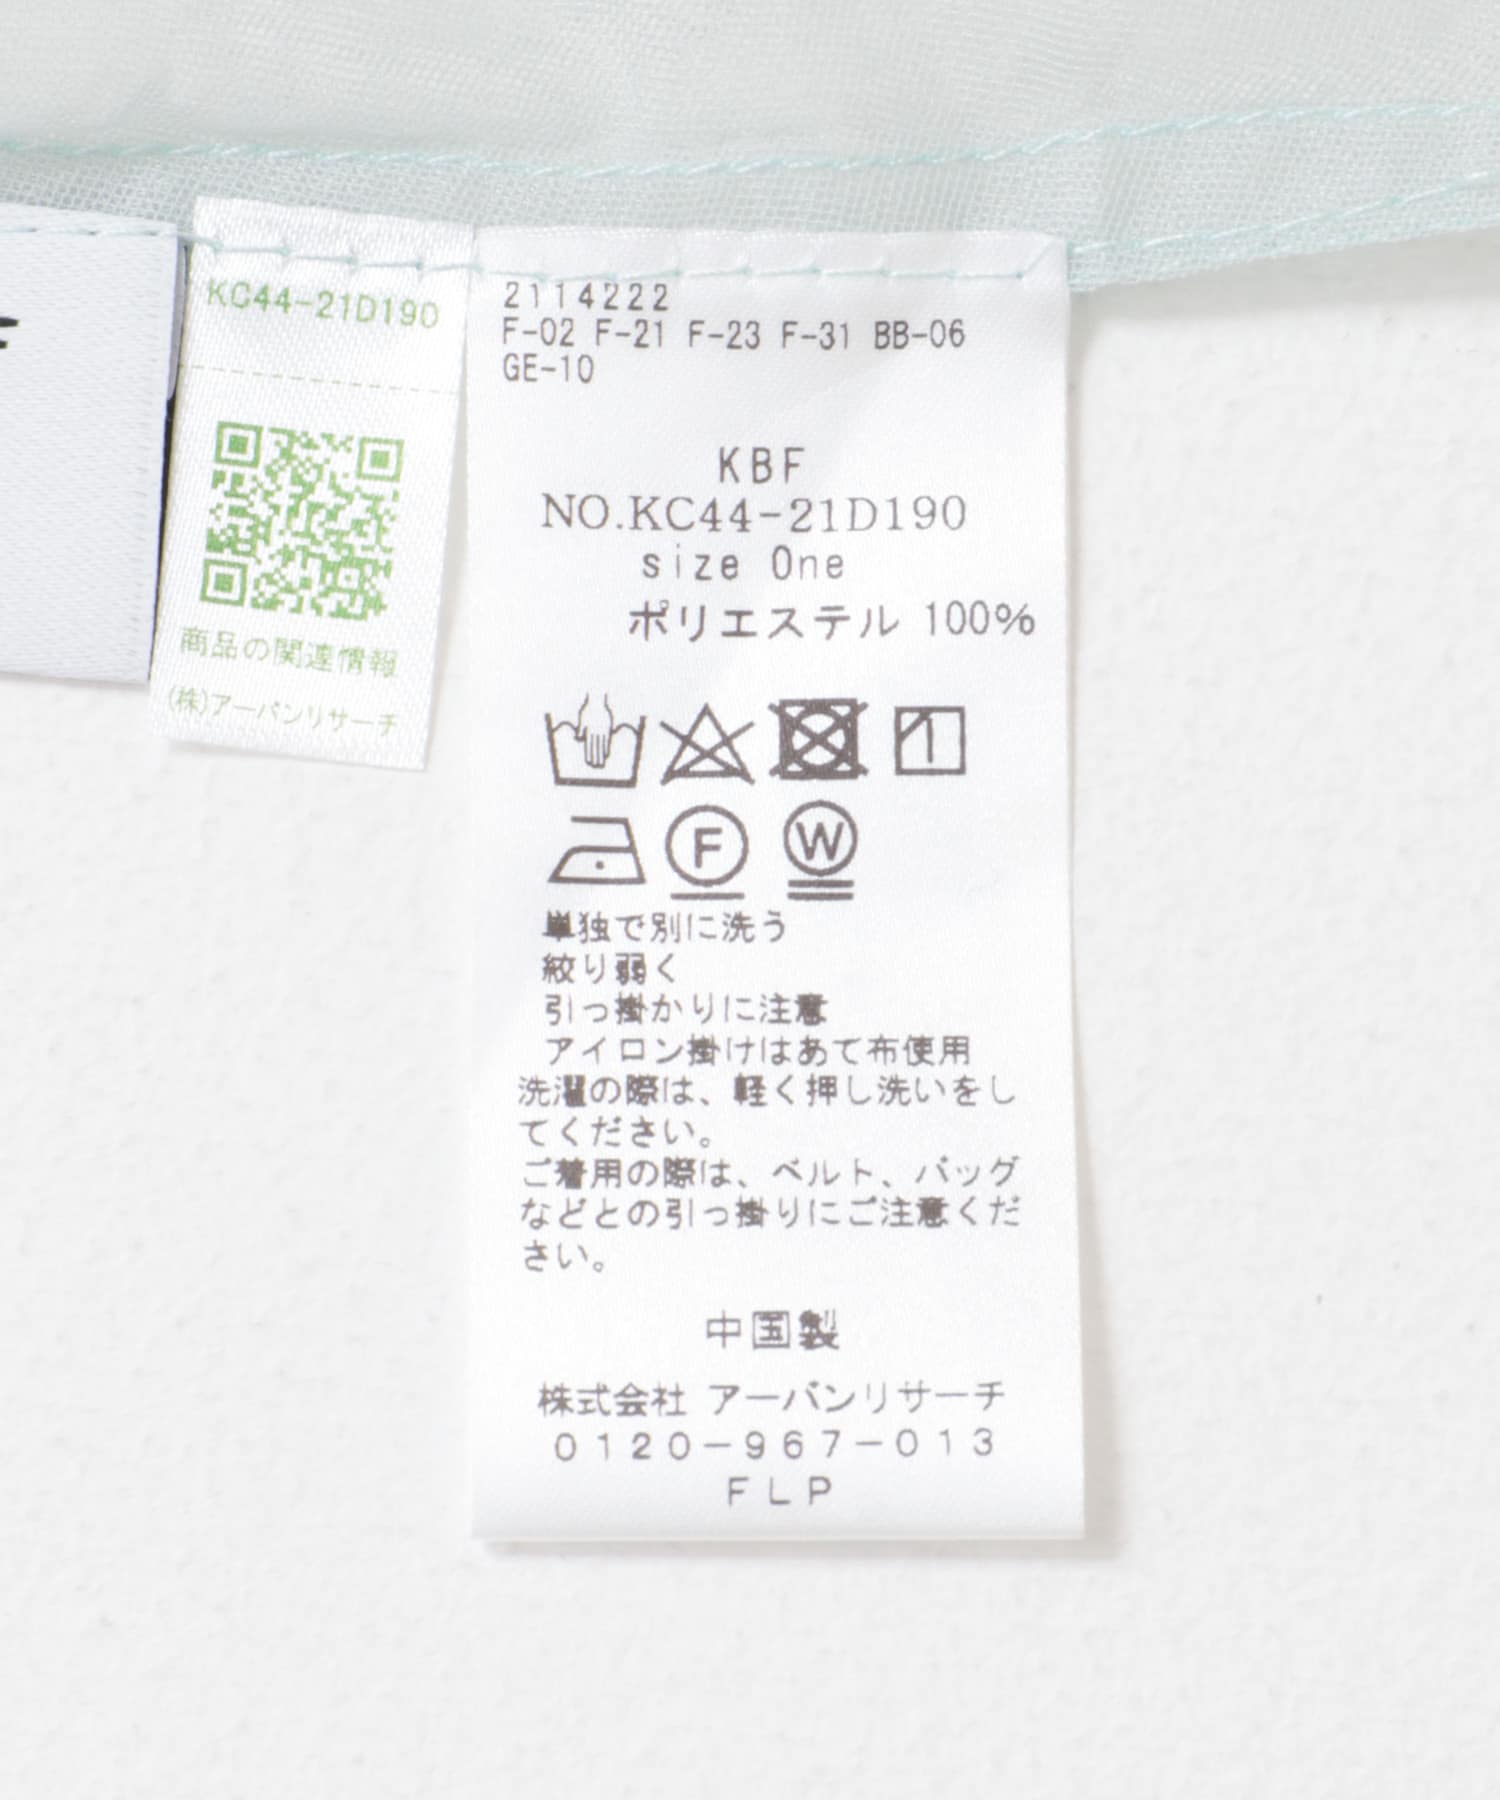 KC44-21D190
商品の関連情報
(株)アーバンリサーチ
2114222
F-02 F-21 F-23 F-31 BB-06
GE-10
KBF
NO.KC44-21D190
size One
ポリエステル 100%
F
W
単独で別に洗う
絞り弱く
引っ掛かりに注意
アイロン掛けはあて布使用
洗濯の際は、軽く押し洗いをし
てください。
ご着用の際は、ベルト、バッグ
などとの引っ掛りにご注意くだ
さい。
中国製
株式会社 アーバンリサーチ
0120-967-013
FLP